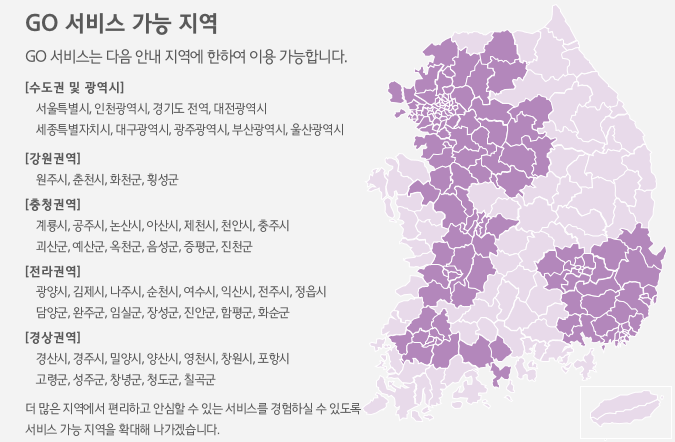 GO 서비스 가능 지역
GO 서비스는 다음 안내 지역에 한하여 이용 가능합니다.
[수도권 및 광역시]
서울특별시, 인천광역시, 경기도 전역, 대전광역시
세종특별자치시, 대구광역시, 광주광역시, 부산광역시, 울산광역시
[강원권역]
원주시, 춘천시, 화천군, 횡성군
[충청권역]
계룡시, 공주시, 논산시, 아산시, 제천시, 천안시, 충주시
괴산군, 예산군, 옥천군, 음성군, 증평군, 진천군
[전라권역]
광양시, 김제시, 나주시, 순천시, 여수시, 익산시, 전주시, 정읍시
담양군, 완주군, 임실군, 장성군, 진안군, 함평군, 화순군
[경상권역]
경산시, 경주시, 밀양시, 양산시, 영천시, 창원시, 포항시
고령군, 성주군, 창녕군, 청도군, 칠곡군
더 많은 지역에서 편리하고 안심할 수 있는 서비스를 경험하실 수 있도록
서비스 가능 지역을 확대해 나가겠습니다.